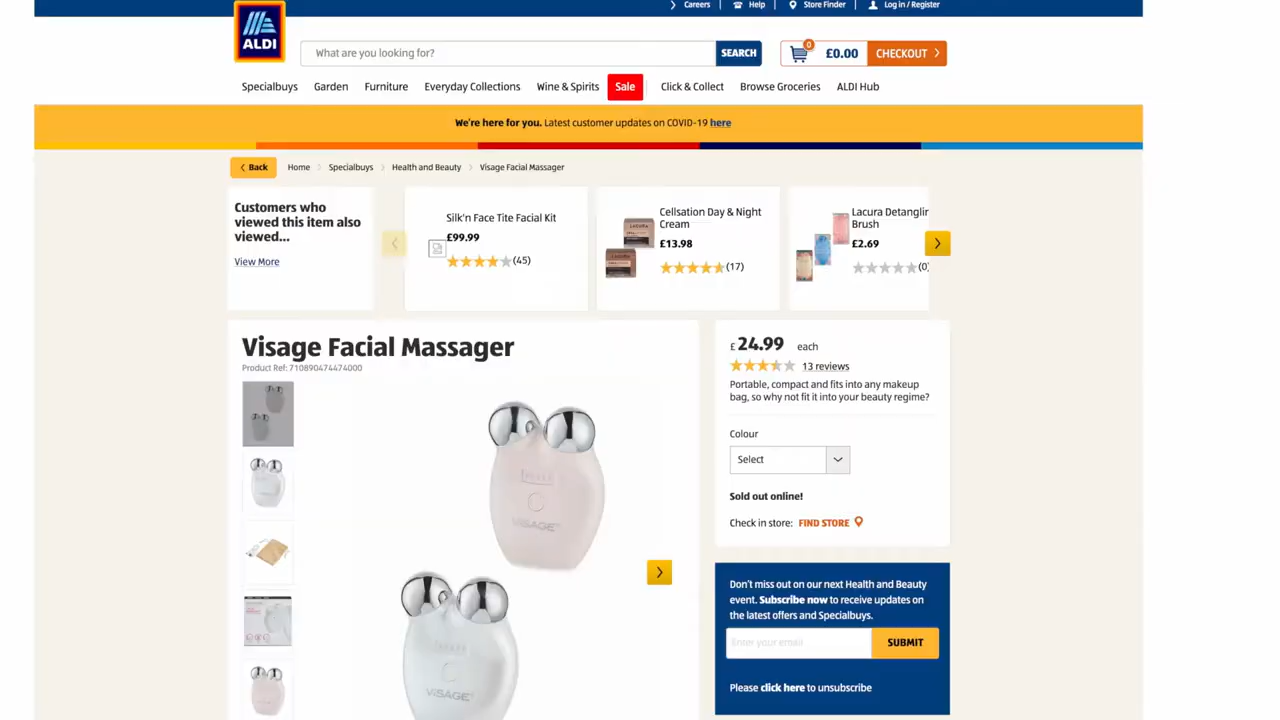 Careers
Help
Store Finder
Log in / Register
ALDI
What are you looking for?
SEARCH
0
£0.00
CHECKOUT
Specialbuys
Garden
Furniture
Everyday Collections
Wine & Spirits
Sale
Click & Collect
Browse Groceries
ALDI Hub
We're here for you. Latest customer updates on COVID-19 here
Back
Home
Specialbuys
Health and Beauty
Visage Facial Massager
Customers who
viewed this item also
viewed...
View More
Silk'n Face Tite Facial Kit
£99.99
(45)
Cellsation Day & Night
Cream
£13.98
(17)
Lacura Detanglin
Brush
£2.69
(0)
Visage Facial Massager
Product Ref: 710890474474000
VISAGE
VISAGE
£ 24.99 each
13 reviews
Portable, compact and fits into any makeup
bag, so why not fit it into your beauty regime?
Colour
Select
Sold out online!
Check in store: FIND STORE
Don't miss out on our next Health and Beauty
event. Subscribe now to receive updates on
the latest offers and Specialbuys.
Enter your email
SUBMIT
Please click here to unsubscribe